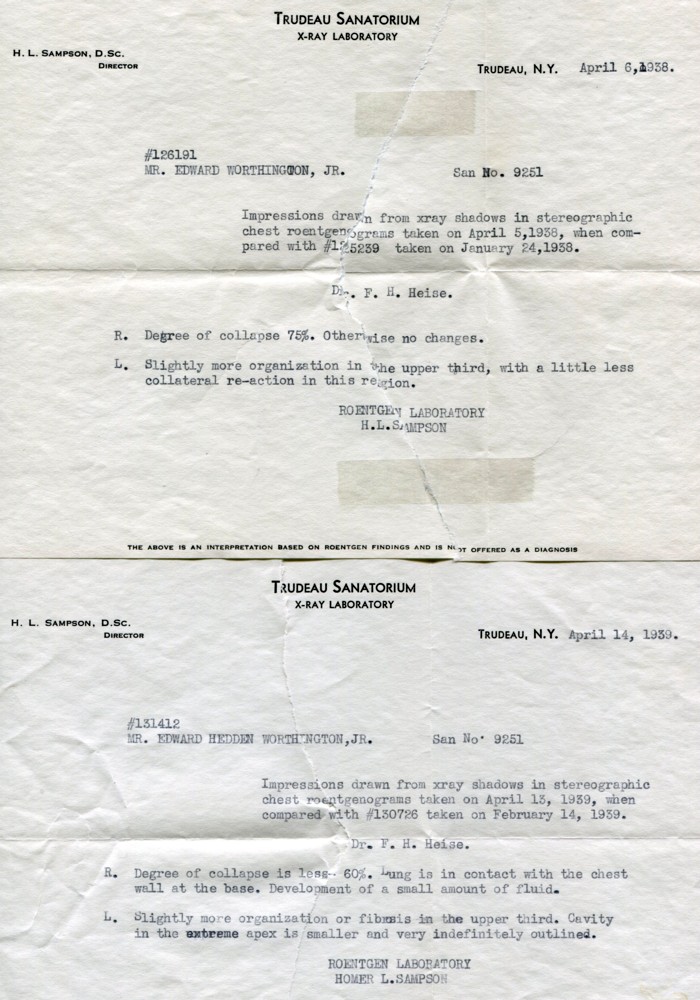 TRUDEAU SANATORIUM
X-RAY LABORATORY
H. L. SAMPSON, D.SC.
DIRECTOR
TRUDEAU, N.Y. April 6,1938.
#126191
MR. EDWARD WORTHINGTON, JR. San No. 9251
Impressions drawn from xray shadows in stereographic
chest roentgenograms taken on April 5,1938, when com-
pared with #125239 taken on January 24,1938.
Dr. F. H. Heise.
R. Degree of collapse 75%. Otherwise no changes.
L. Slightly more organization in the upper third, with a little less
collateral re-action in this region.
ROENTGEN LABORATORY
H.L.SAMPSON
THE ABOVE IS AN INTERPRETATION BASED ON ROENTGEN FINDINGS AND IS NOT OFFERED AS A DIAGNOSIS
TRUDEAU SANATORIUM
X-RAY LABORATORY
H. L. SAMPSON, D.SC.
DIRECTOR
TRUDEAU, N.Y. April 14, 1939.
#131412
MR. EDWARD HEDDEN WORTHINGTON,JR. San No. 9251
Impressions drawn from xray shadows in stereographic
chest roentgenograms taken on April 13, 1939, when
compared with #130726 taken on February 14, 1939.
Dr. F. H. Heise.
R. Degree of collapse is less-- 60%. Lung is in contact with the chest
wall at the base. Development of a small amount of fluid.
L. Slightly more organization or fibrosis in the upper third. Cavity
in the extreme apex is smaller and very indefinitely outlined.
ROENTGEN LABORATORY
HOMER L.SAMPSON